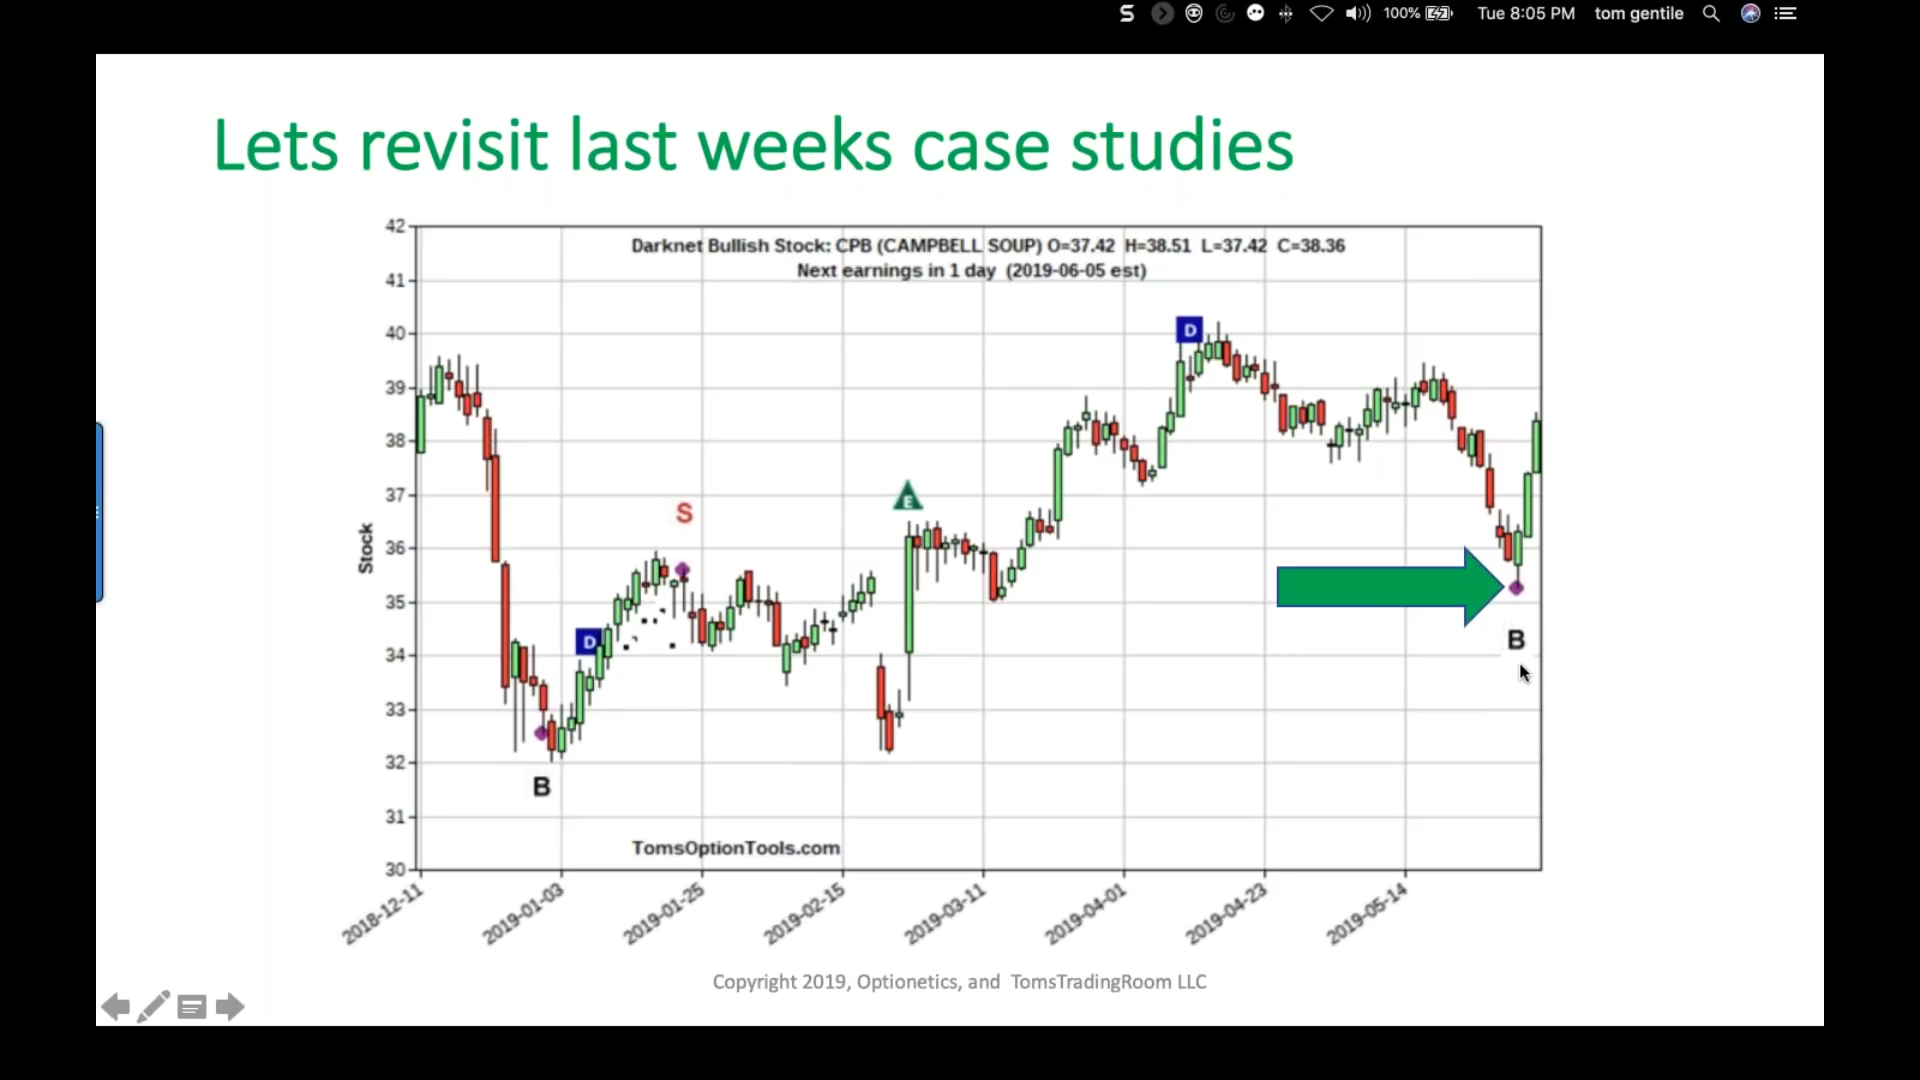 S 100% Tue 8:05 PM tom gentile
Lets revisit last weeks case studies
Darknet Bullish Stock: CPB (CAMPBELL SOUP) O=37.42 H=38.51 L=37.42 C=38.36
Next earnings in 1 day (2019-06-05 est)
42
41
40
39
38
37
36
35
34
33
32
31
30
Stock
D
E
S
D
B
B
TomsOptionTools.com
2018-12-11
2019-01-03
2019-01-25
2019-02-15
2019-03-11
2019-04-01
2019-04-23
2019-05-14
Copyright 2019, Optionetics, and TomsTradingRoom LLC